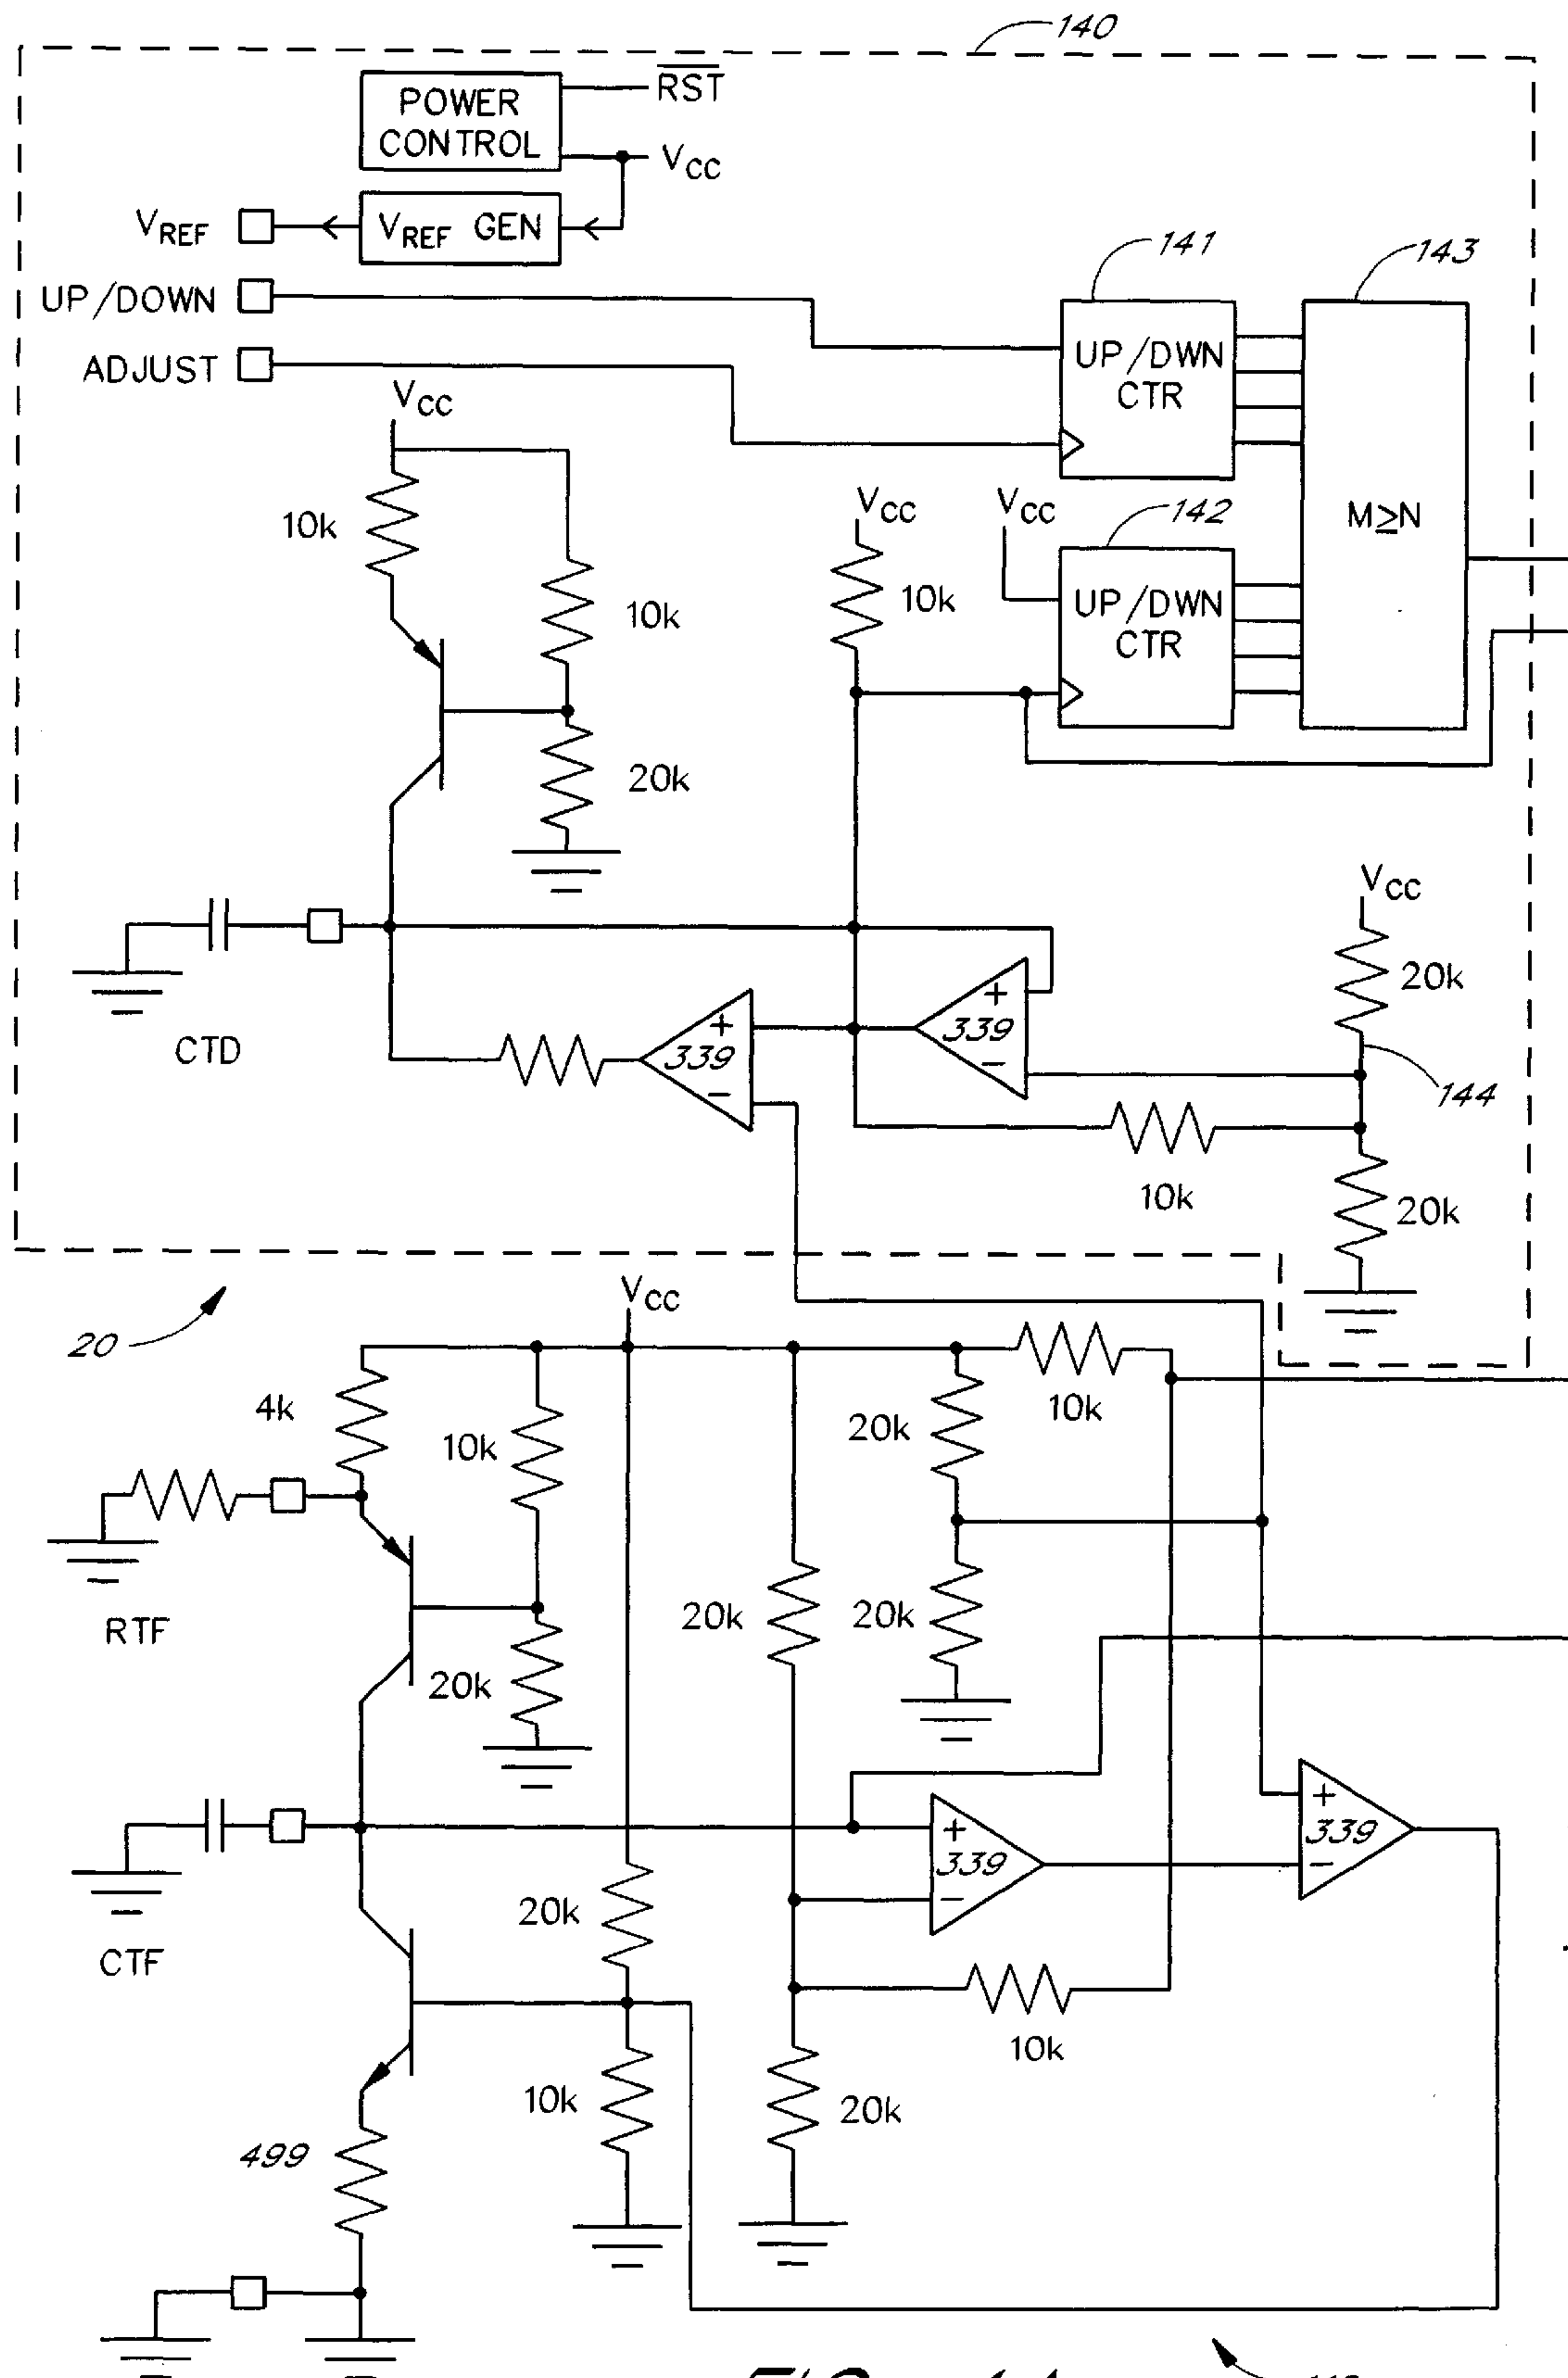 140
POWER
CONTROL
RST
VCC
VREF
VREF GEN
UP/DOWN
ADJUST
141
143
UP/DWN
CTR
M≥N
VCC
10k
10k
20k
VCC
10k
VCC
142
UP/DWN
CTR
VCC
20k
CTD
+
339
−
+
339
−
144
10k
20k
20
VCC
4k
10k
20k
10k
RTF
20k
20k
20k
+
339
−
+
339
−
CTF
20k
10k
10k
20k
499